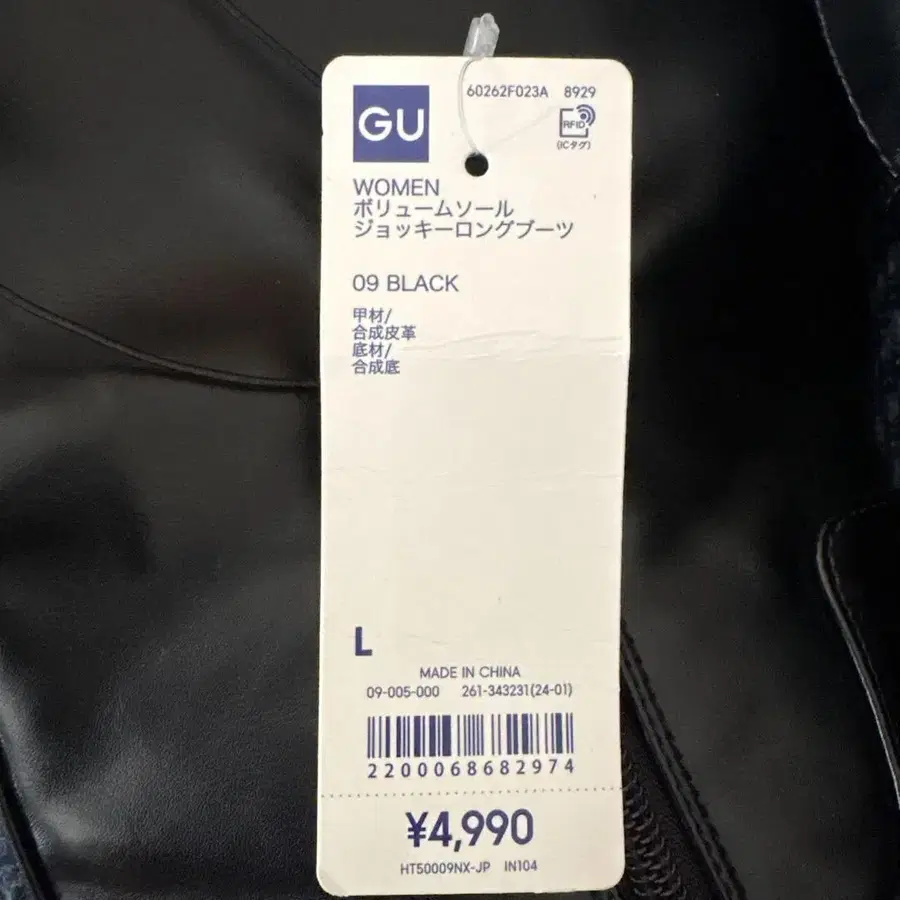 60262F023A 8929
GU
RFID
(ICタグ)
WOMEN
ボリュームソール
ジョッキーロングブーツ
09 BLACK
甲材/
合成皮革
底材/
合成底
L
MADE IN CHINA
09-005-000 261-343231(24-01)
2200068682974
¥4,990
HT50009NX-JP IN104